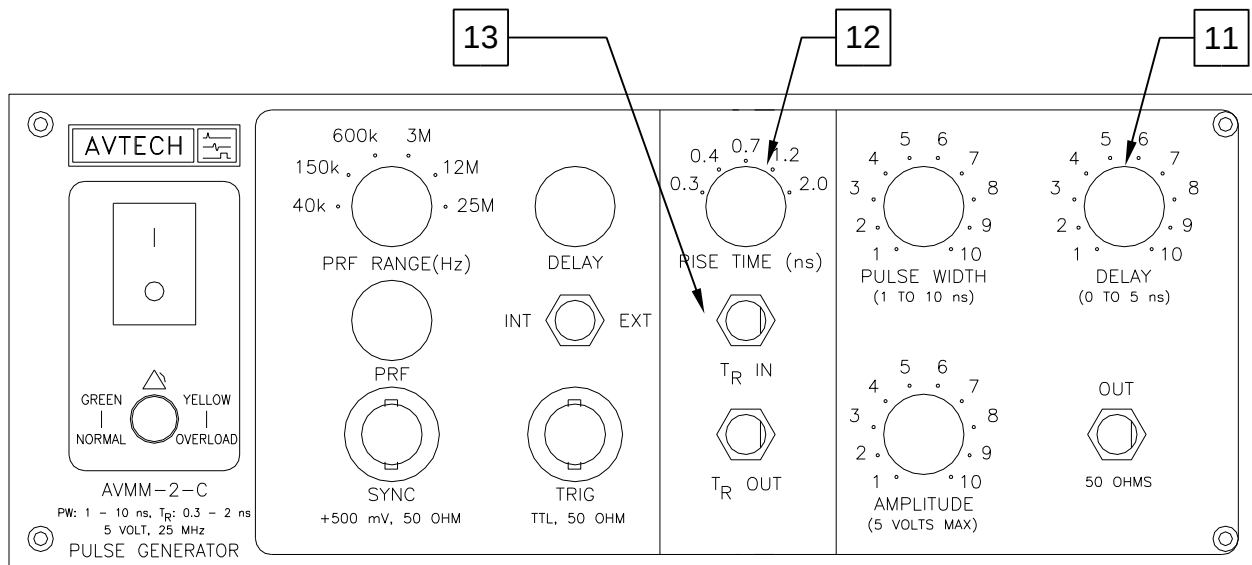 13
12
11
AVTECH
GREEN
NORMAL
YELLOW
OVERLOAD
AVMM-2-C
PW: 1 - 10 ns, TR: 0.3 - 2 ns
5 VOLT, 25 MHz
PULSE GENERATOR
40k
150k
600k
3M
12M
25M
PRF RANGE(Hz)
DELAY
PRF
INT
EXT
SYNC
+500 mV, 50 OHM
TRIG
TTL, 50 OHM
0.3
0.4
0.7
1.2
2.0
RISE TIME (ns)
TR IN
TR OUT
1
2
3
4
5
6
7
8
9
10
PULSE WIDTH
(1 TO 10 ns)
1
2
3
4
5
6
7
8
9
10
DELAY
(0 TO 5 ns)
1
2
3
4
5
6
7
8
9
10
AMPLITUDE
(5 VOLTS MAX)
OUT
50 OHMS